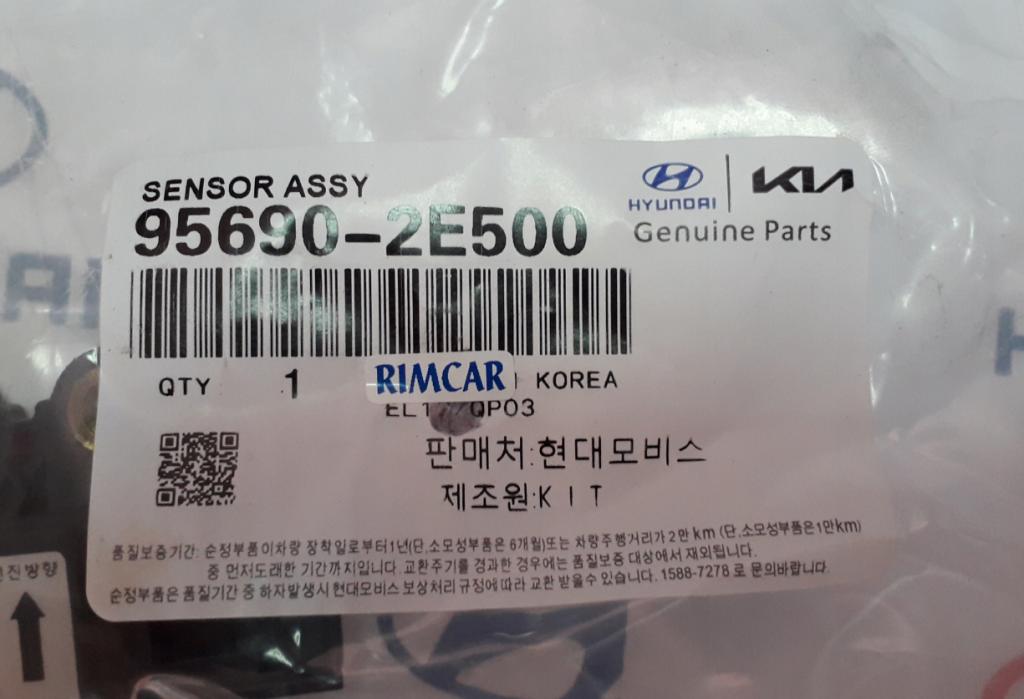 SENSOR ASSY
95690-2E500
HYUNDAI
KIA
Genuine Parts
QTY 1
RIMCAR
KOREA
QP03
판매처:현대모비스
제조원:KIT
품질보증기간: 순정부품이차량 장착일로부터1년(단,소모성부품은 6개월)또는 차량주행거리가 2만 km (단,소모성부품은1만km)
중 먼저도래한 기간까지입니다. 교환주기를 경과한 경우에는 품질보증 대상에서 제외됩니다.
순정부품은 품질기간 중 하자발생시 현대모비스 보상처리 규정에따라 교환 받을수 있습니다. 1588-7278 로 문의바랍니다.
진방향